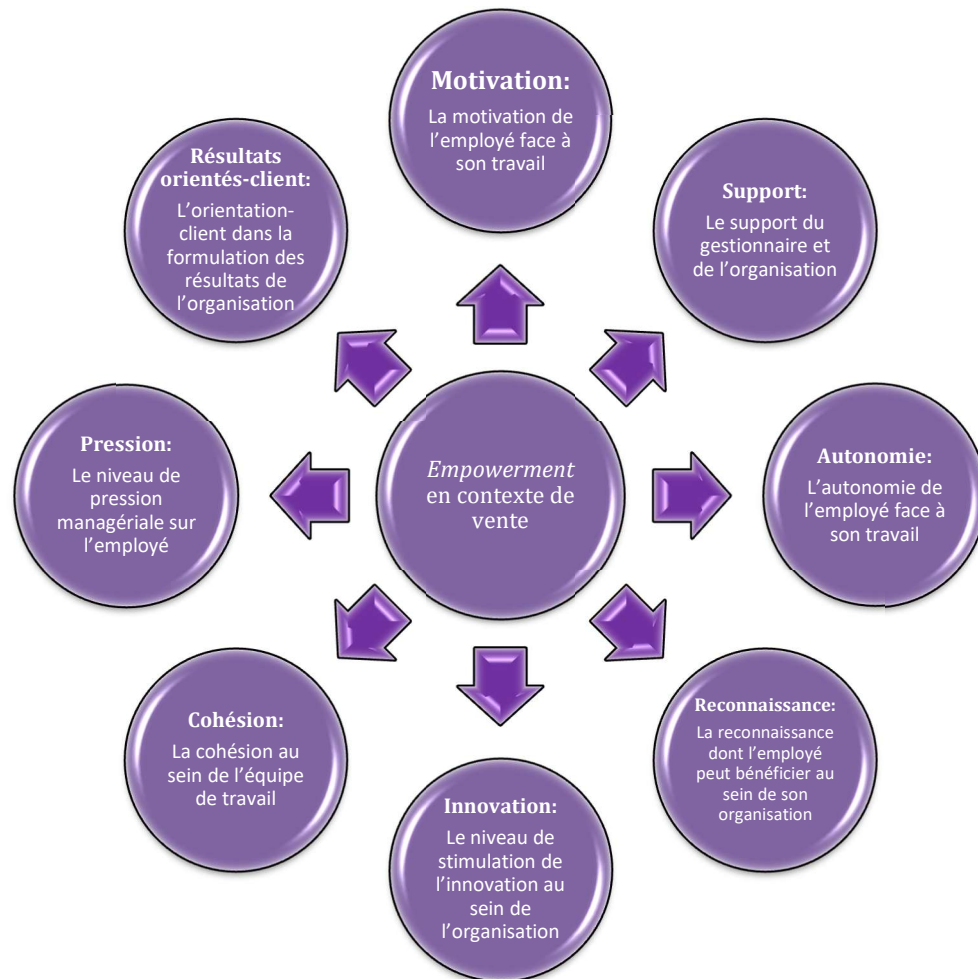 Motivation:
La motivation de
l'employé face à
son travail
Résultats
orientés-client:
L'orientation-
client dans la
formulation des
résultats de
l'organisation
Support:
Le support du
gestionnaire et
de l'organisation
Pression:
Le niveau de
pression
managériale sur
l'employé
Empowerment
en contexte de
vente
Autonomie:
L'autonomie de
l'employé face à
son travail
Cohésion:
La cohésion au
sein de l'équipe
de travail
Reconnaissance:
La reconnaissance
dont l'employé
peut bénéficier au
sein de son
organisation
Innovation:
Le niveau de
stimulation de
l'innovation au
sein de
l'organisation